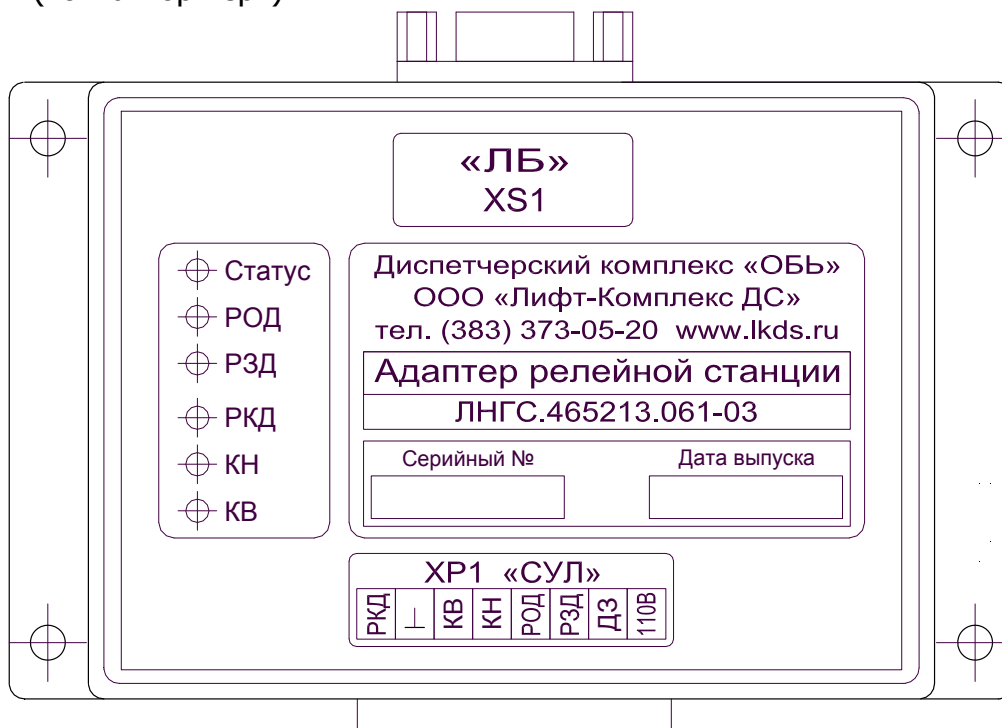 «ЛБ»
XS1
Статус
РОД
РЗД
РКД
КН
КВ
Диспетчерский комплекс «ОБЬ»
ООО «Лифт-Комплекс ДС»
тел. (383) 373-05-20 www.lkds.ru
Адаптер релейной станции
ЛНГС.465213.061-03
Серийный № Дата выпуска
XP1 «СУЛ»
РКД ⊥ КВ КН РОД РЗД ДЗ 110В